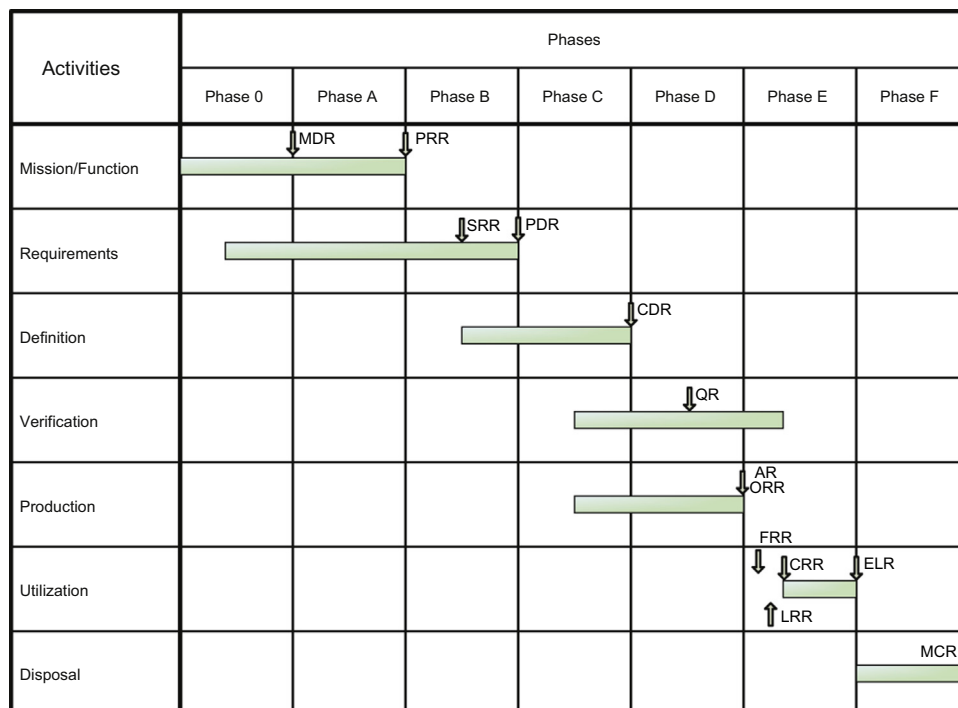 Activities
Phases
Phase 0
Phase A
Phase B
Phase C
Phase D
Phase E
Phase F
Mission/Function
MDR
PRR
Requirements
SRR
PDR
Definition
CDR
Verification
QR
Production
AR
ORR
Utilization
FRR
CRR
ELR
LRR
Disposal
MCR